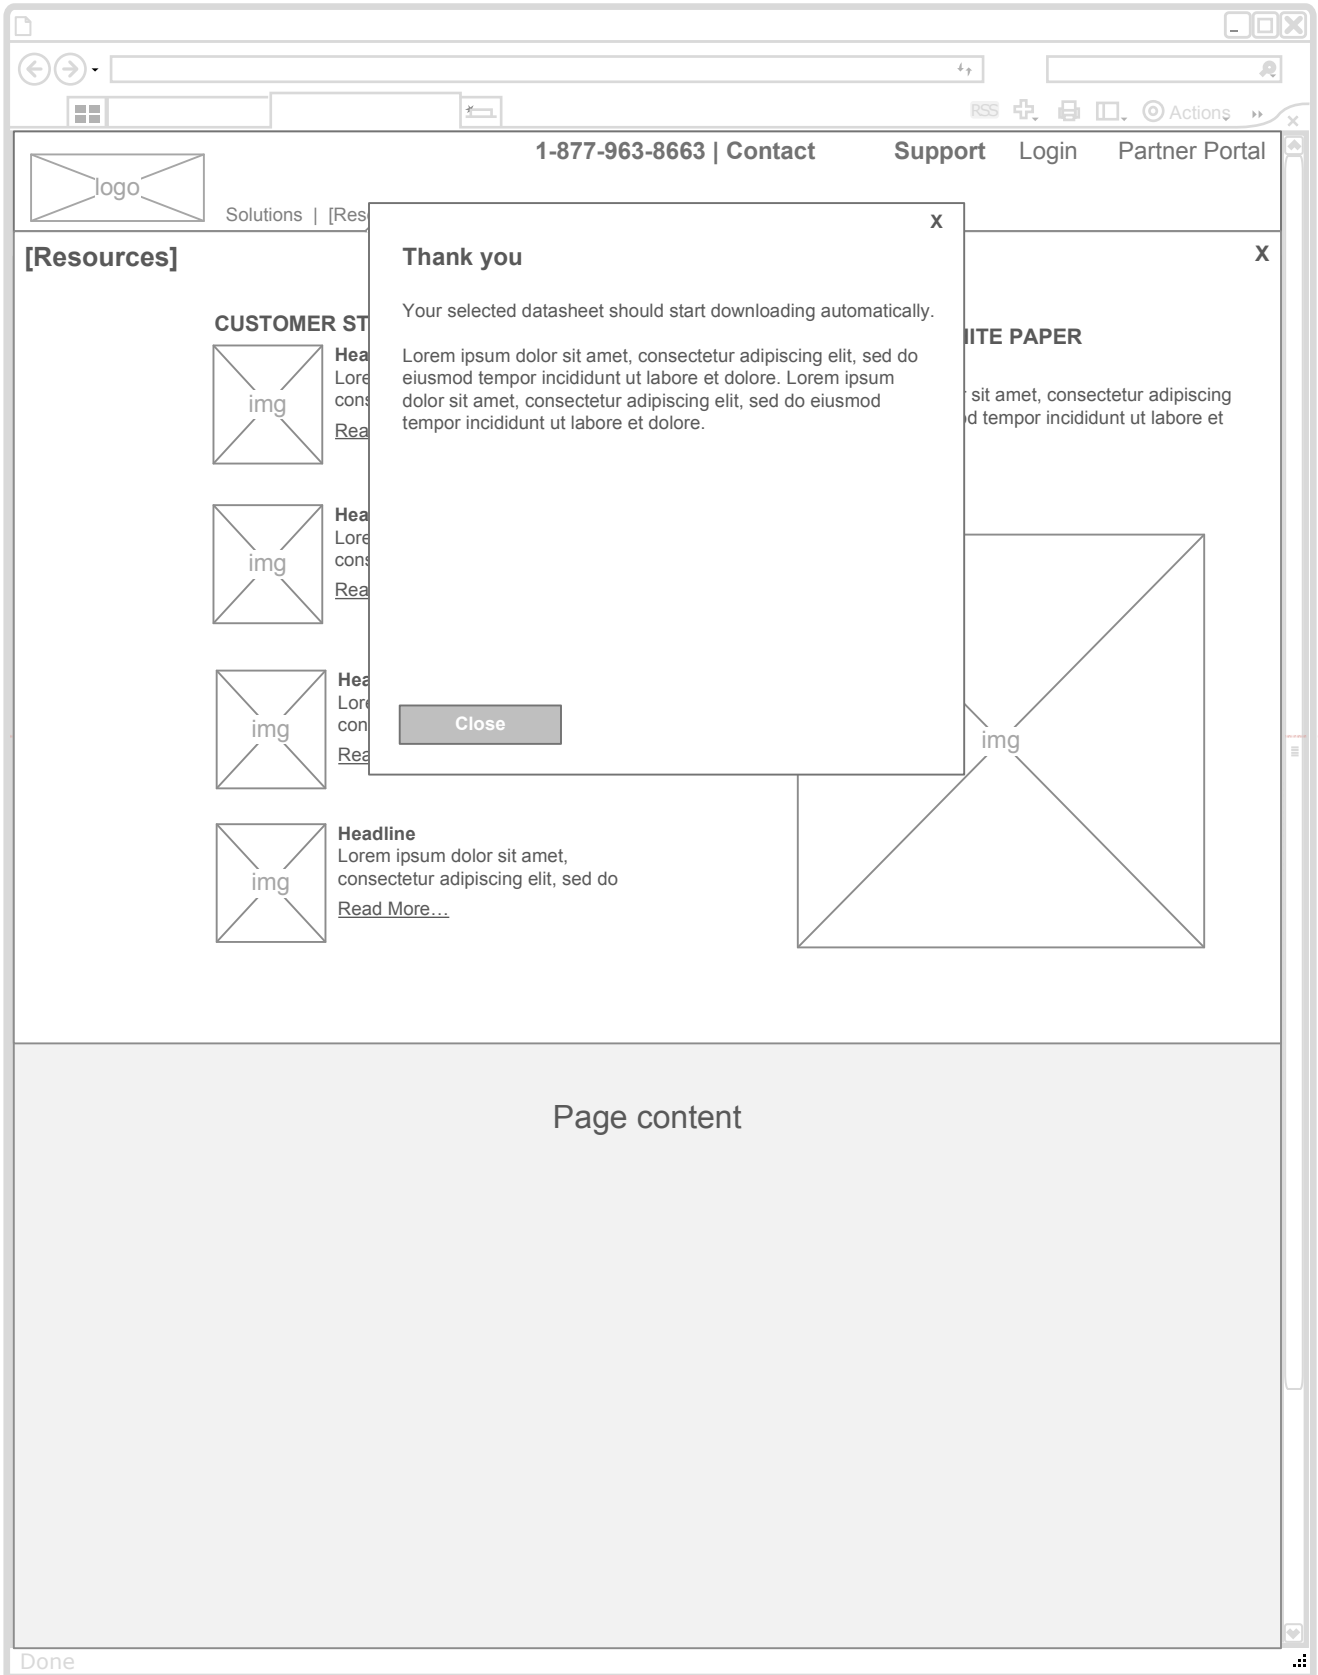 RSS
Actions
1-877-963-8663 | Contact Support Login Partner Portal
logo
Solutions | [Res
X
[Resources]
X
Thank you
Your selected datasheet should start downloading automatically.
Lorem ipsum dolor sit amet, consectetur adipiscing elit, sed do
eiusmod tempor incididunt ut labore et dolore. Lorem ipsum
dolor sit amet, consectetur adipiscing elit, sed do eiusmod
tempor incididunt ut labore et dolore.
Close
CUSTOMER ST
img
Hea
Lore
cons
Rea
img
Hea
Lore
cons
Rea
img
Hea
Lore
con
Rea
img
Headline
Lorem ipsum dolor sit amet,
consectetur adipiscing elit, sed do
Read More…
ITE PAPER
sit amet, consectetur adipiscing
d tempor incididunt ut labore et
img
Page content
Done